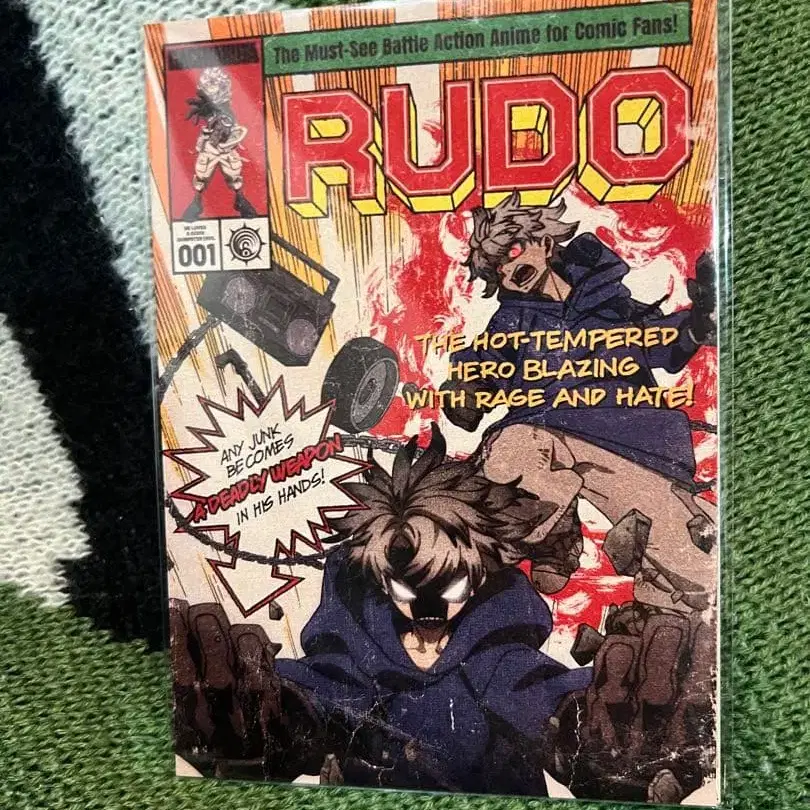 The Must-See Battle Action Anime for Comic Fans!
RUDO
001
THE HOT-TEMPERED
HERO BLAZING
WITH RAGE AND HATE!
ANY JUNK
BECOMES
A DEADLY WEAPON
IN HIS HANDS!